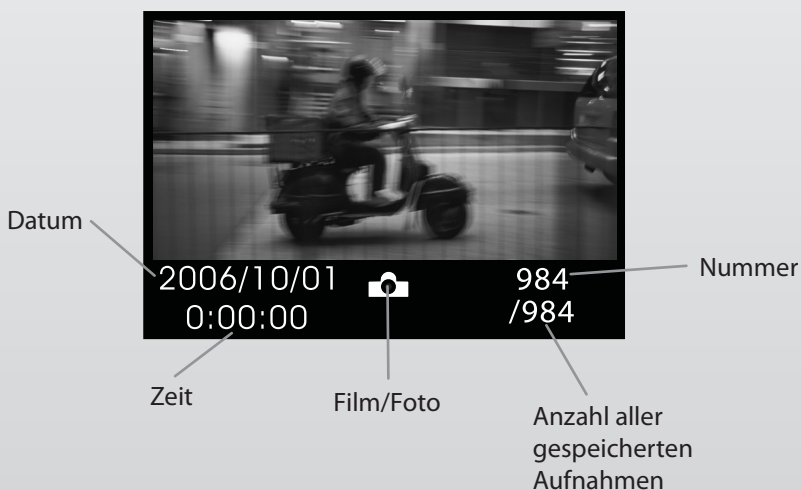 Datum
2006/10/01
984
Nummer
0:00:00
/984
Zeit
Film/Foto
Anzahl aller
gespeicherten
Aufnahmen